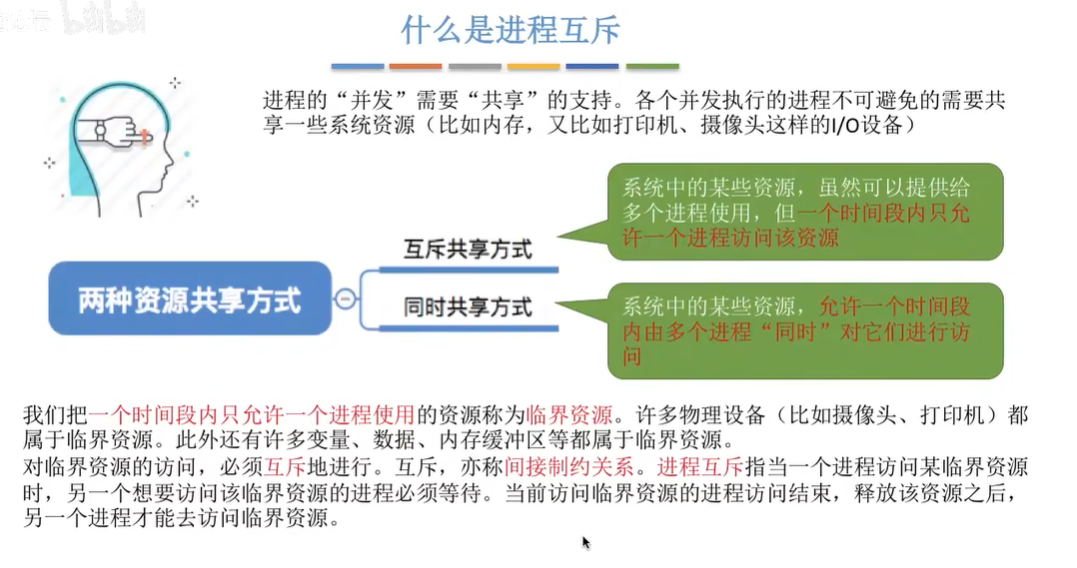 什么是进程互斥
进程的“并发”需要“共享”的支持。各个并发执行的进程不可避免的需要共
享一些系统资源（比如内存，又比如打印机、摄像头这样的I/O设备）
系统中的某些资源，虽然可以提供给
多个进程使用，但一个时间段内只允
许一个进程访问该资源
互斥共享方式
两种资源共享方式
同时共享方式
系统中的某些资源，允许一个时间段
内由多个进程“同时”对它们进行访
问
我们把一个时间段内只允许一个进程使用的资源称为临界资源。许多物理设备（比如摄像头、打印机）都
属于临界资源。此外还有许多变量、数据、内存缓冲区等都属于临界资源。
对临界资源的访问，必须互斥地进行。互斥，亦称间接制约关系。进程互斥指当一个进程访问某临界资源
时，另一个想要访问该临界资源的进程必须等待。当前访问临界资源的进程访问结束，释放该资源之后，
另一个进程才能去访问临界资源。